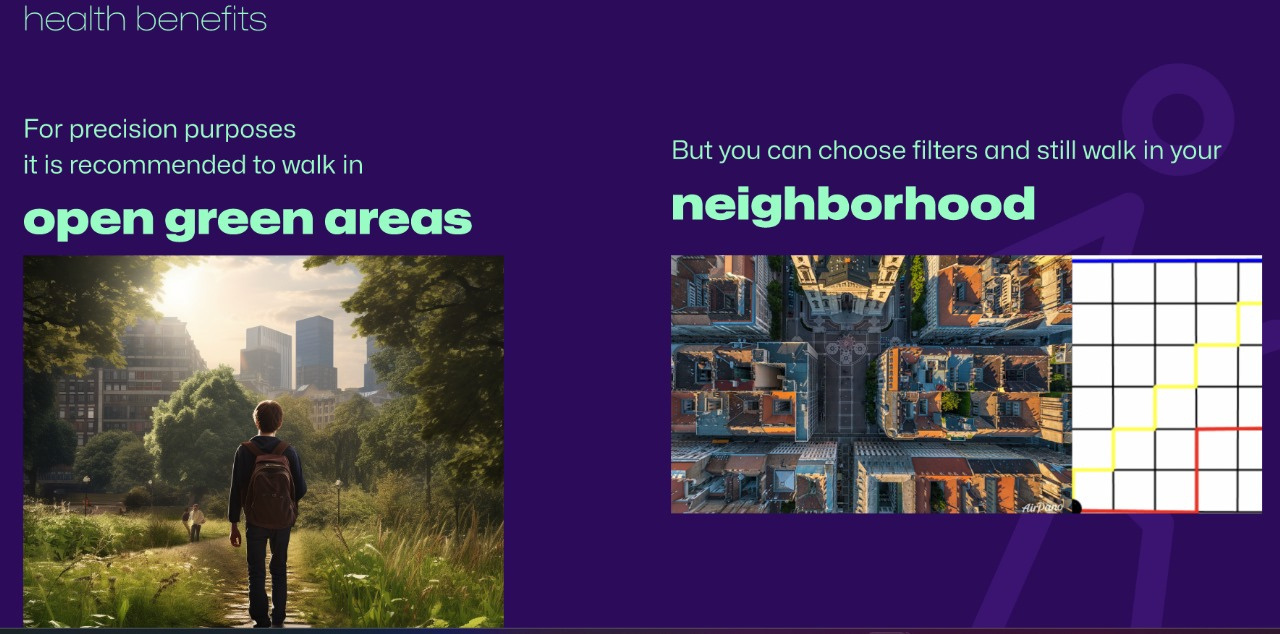 health benefits
For precision purposes
it is recommended to walk in
open green areas
But you can choose filters and still walk in your
neighborhood
AirPano